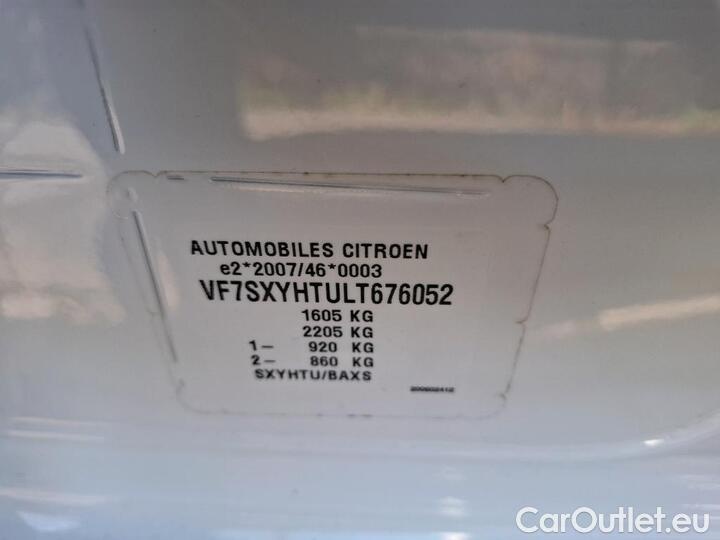 AUTOMOBILES CITROEN
e2*2007/46*0003
VF7SXYHTULT676052
1605 KG
2205 KG
1- 920 KG
2- 860 KG
SXYHTU/BAXS
CarOutlet.eu